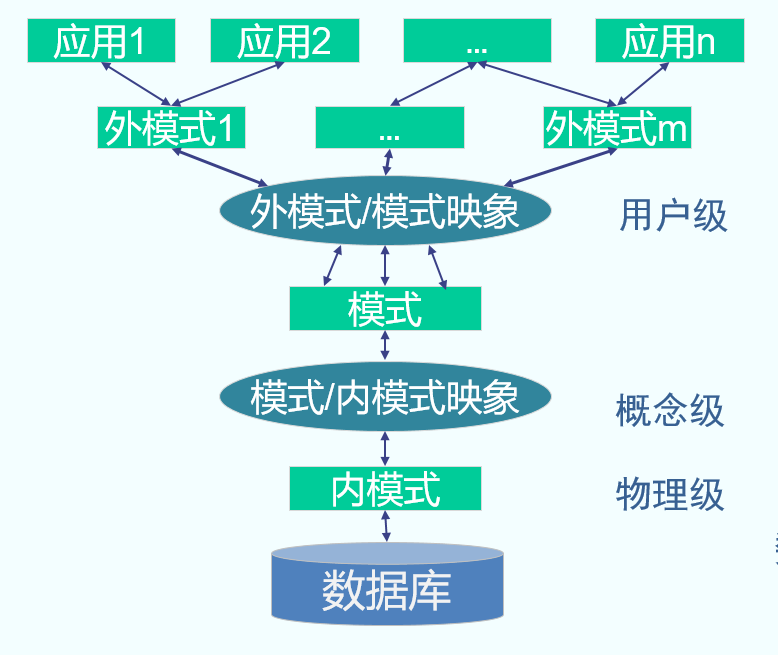 应用1 应用2 ... 应用n
外模式1 ... 外模式m
外模式/模式映象 用户级
模式
模式/内模式映象 概念级
内模式 物理级
数据库